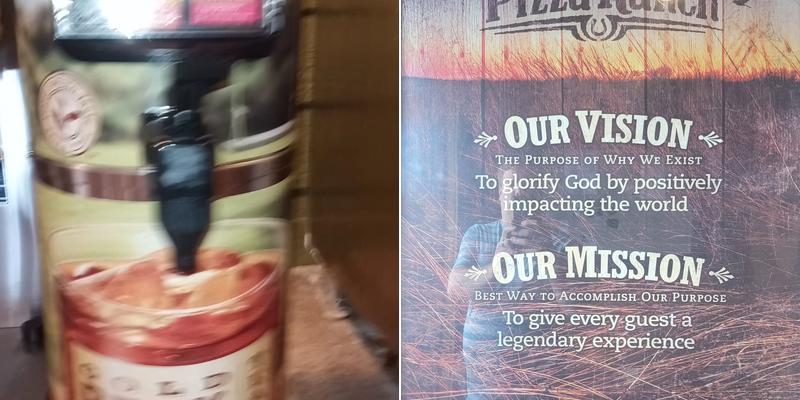 GOLD
Pizza Ranch
OUR VISION
THE PURPOSE OF WHY WE EXIST
To glorify God by positively
impacting the world
OUR MISSION
BEST WAY TO ACCOMPLISH OUR PURPOSE
To give every guest a
legendary experience